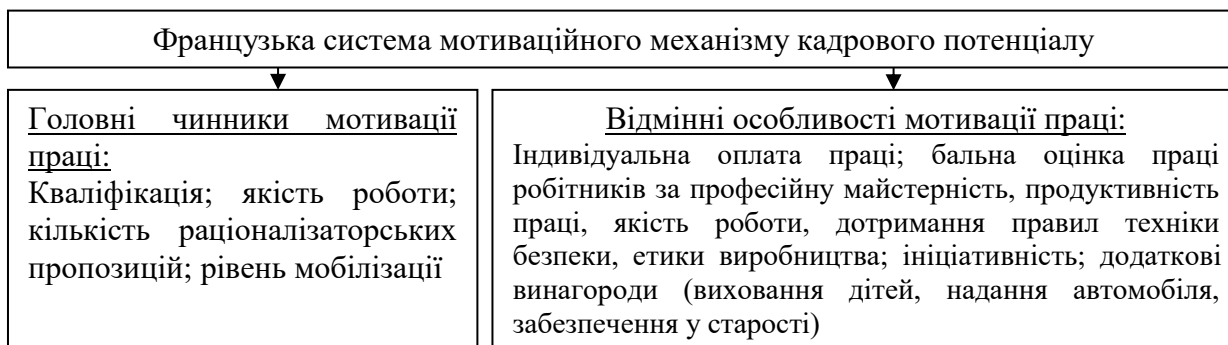 Французька система мотиваційного механізму кадрового потенціалу
Головні чинники мотивації
праці:
Кваліфікація; якість роботи;
кількість раціоналізаторських
пропозицій; рівень мобілізації
Відмінні особливості мотивації праці:
Індивідуальна оплата праці; бальна оцінка праці
робітників за професійну майстерність, продуктивність
праці, якість роботи, дотримання правил техніки
безпеки, етики виробництва; ініціативність; додаткові
винагороди (виховання дітей, надання автомобіля,
забезпечення у старості)